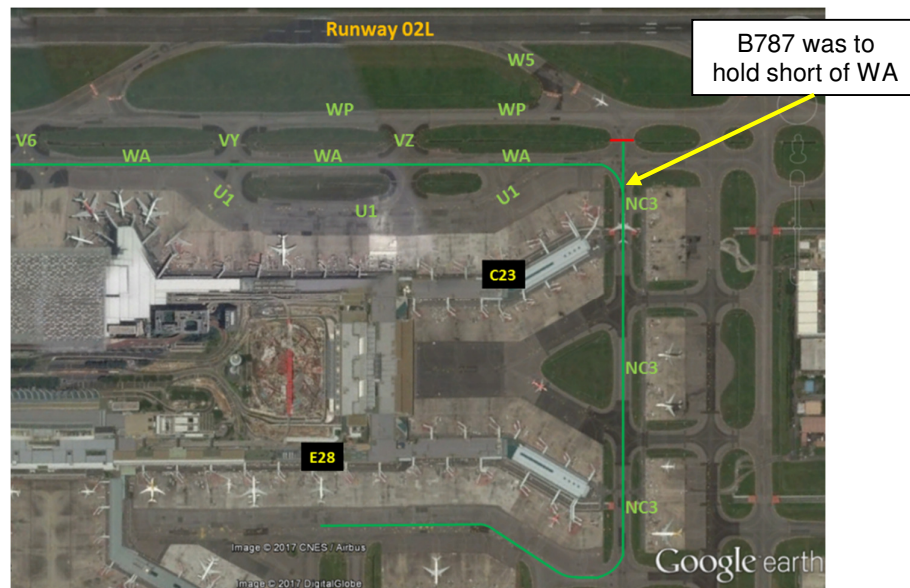 Runway 02L
B787 was to
hold short of WA
W5
WP
WP
V6
VY
VZ
WA
WA
WA
U1
U1
U1
NC3
C23
NC3
E28
NC3
Image © 2017 CNES / Airbus
Image © 2017 DigitalGlobe
Google earth